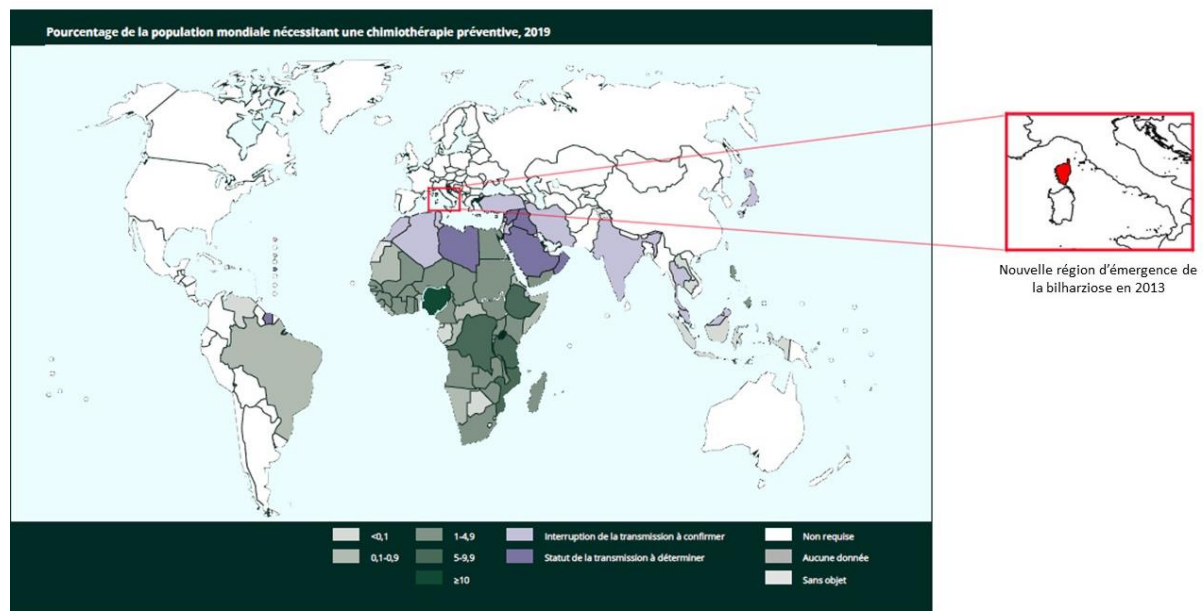 Pourcentage de la population mondiale nécessitant une chimiothérapie préventive, 2019
Nouvelle région d'émergence de
la bilharziose en 2013
<0,1
1-4,9
Interruption de la transmission à confirmer
Non requise
0,1-0,9
5-9,9
Statut de la transmission à déterminer
Aucune donnée
≥10
Sans objet